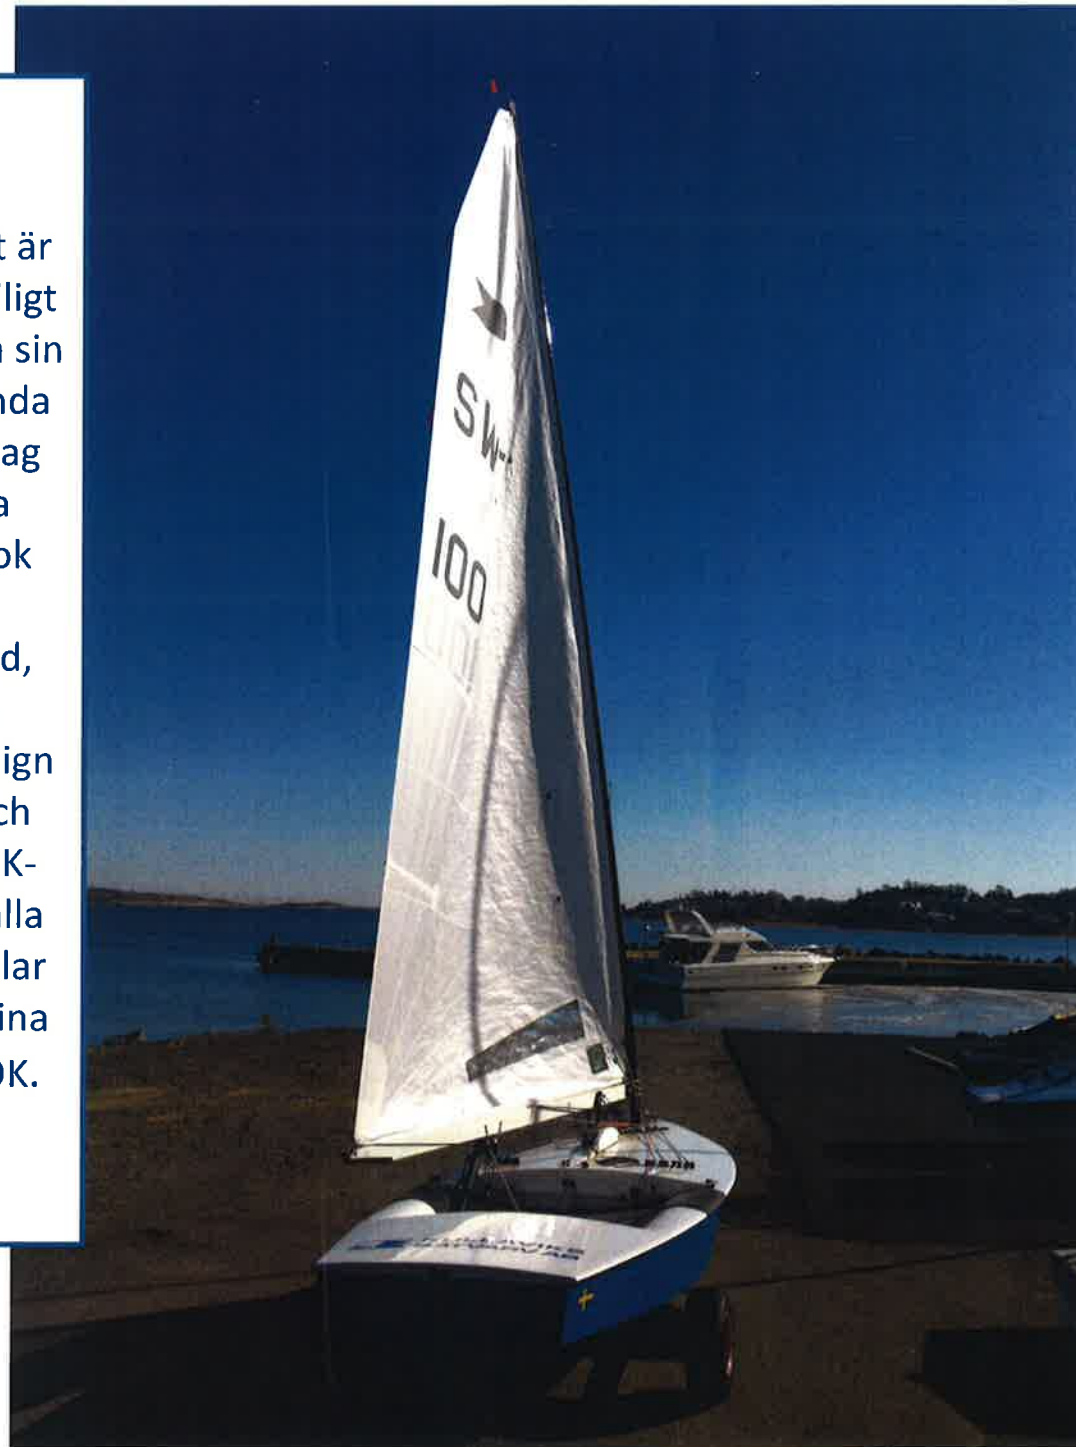 t är
ligt
sin
nda
ag
a
ok
d,
ign
ch
K-
lla
lar
ina
OK.
SW-
100